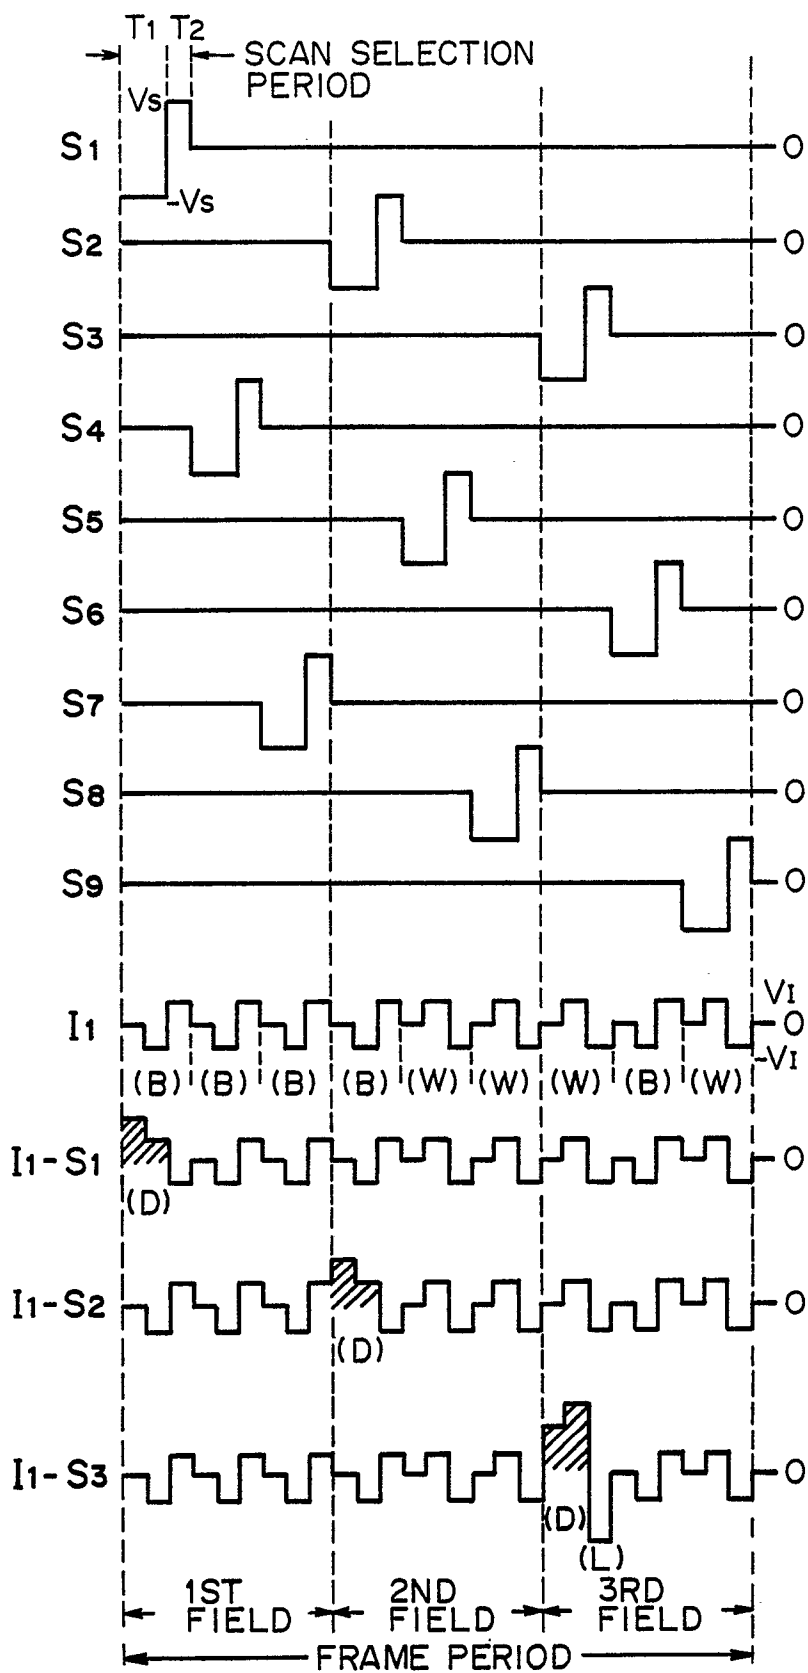 T1 T2
SCAN SELECTION
PERIOD
Vs
S1 0
-Vs
S2 0
S3 0
S4 0
S5 0
S6 0
S7 0
S8 0
S9 0
VI
I1 0
-VI
(B) (B) (B) (B) (W) (W) (W) (B) (W)
I1-S1 0
(D)
I1-S2 0
(D)
I1-S3 0
(D)
(L)
1ST FIELD 2ND FIELD 3RD FIELD
FRAME PERIOD